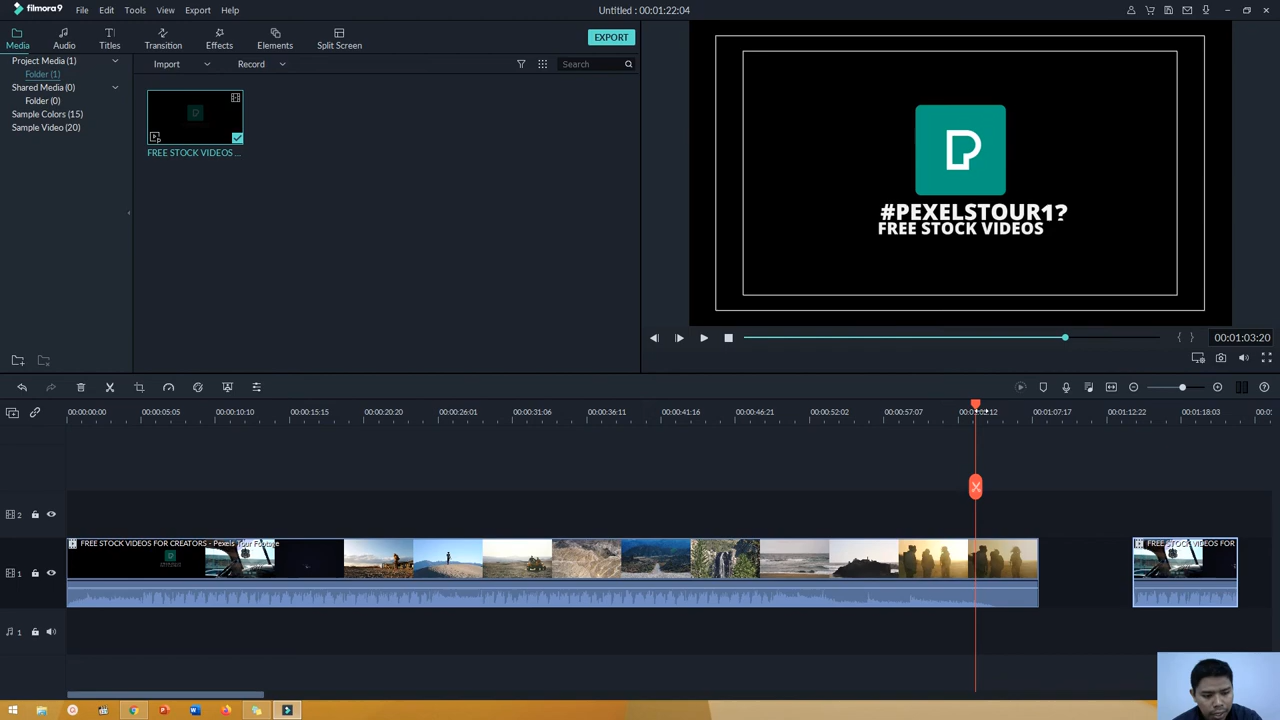 filmora9 File Edit Tools View Export Help Untitled : 00:01:22:04
Media Audio Titles Transition Effects Elements Split Screen EXPORT
Project Media (1)
Folder (1)
Shared Media (0)
Folder (0)
Sample Colors (15)
Sample Video (20)
Import Record Search
FREE STOCK VIDEOS ...
P
#PEXELSTOUR1?
FREE STOCK VIDEOS
00:01:03:20
00:00:00:00 00:00:05:05 00:00:10:10 00:00:15:15 00:00:20:20 00:00:26:01 00:00:31:06 00:00:36:11 00:00:41:16 00:00:46:21 00:00:52:02 00:00:57:07 00:01:07:17 00:01:12:22 00:01:18:03
2
FREE STOCK VIDEOS FOR CREATORS - Pexels Tour Footage
FREE STOCK VIDEOS FOR
1
1